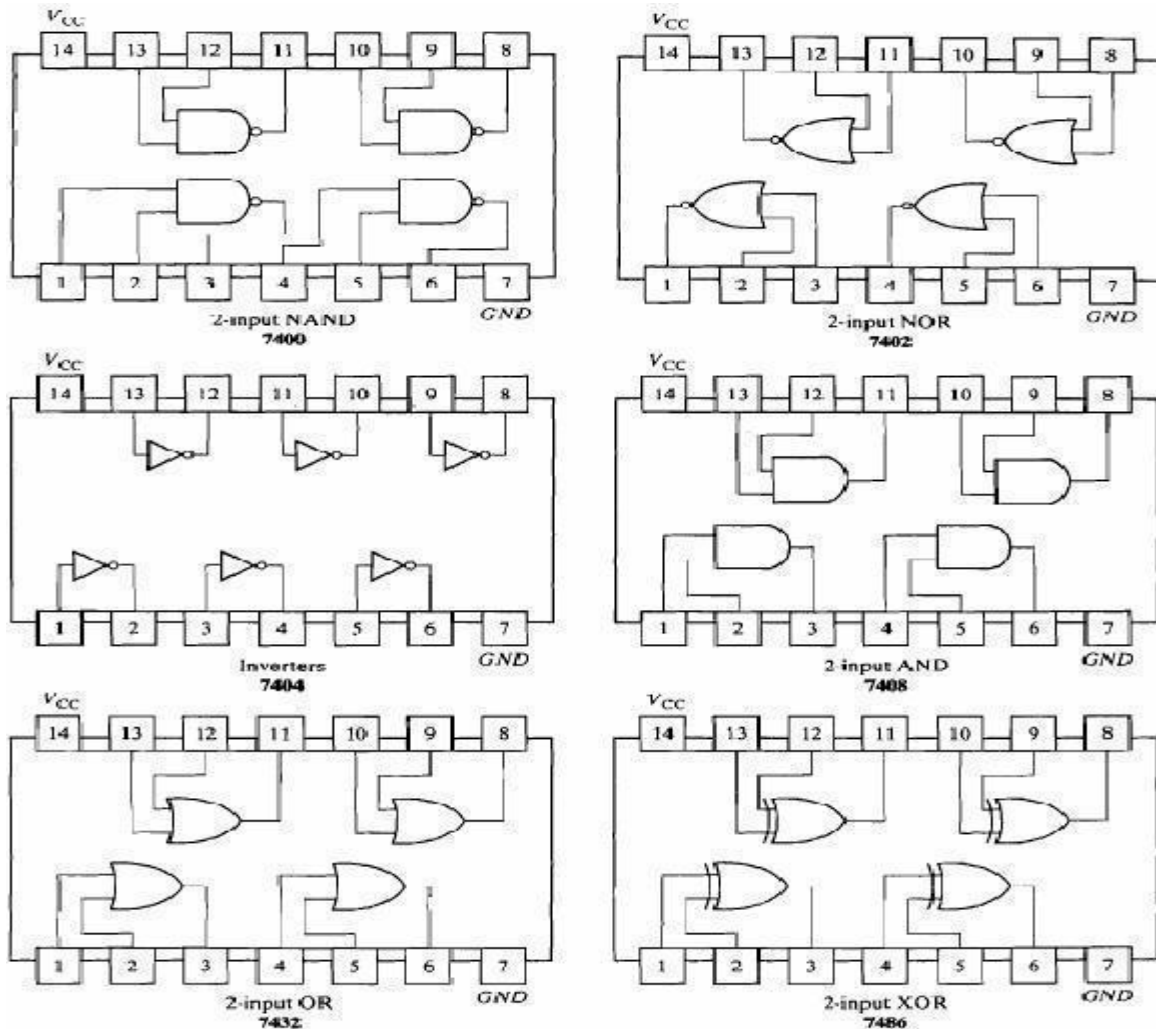 VCC
14 13 12 11 10 9 8
1 2 3 4 5 6 7
GND
2-input NAND
7400
VCC
14 13 12 11 10 9 8
1 2 3 4 5 6 7
GND
2-input NOR
7402
VCC
14 13 12 11 10 9 8
1 2 3 4 5 6 7
GND
Inverters
7404
VCC
14 13 12 11 10 9 8
1 2 3 4 5 6 7
GND
2-input AND
7408
VCC
14 13 12 11 10 9 8
1 2 3 4 5 6 7
GND
2-input OR
7432
VCC
14 13 12 11 10 9 8
1 2 3 4 5 6 7
GND
2-input XOR
7486